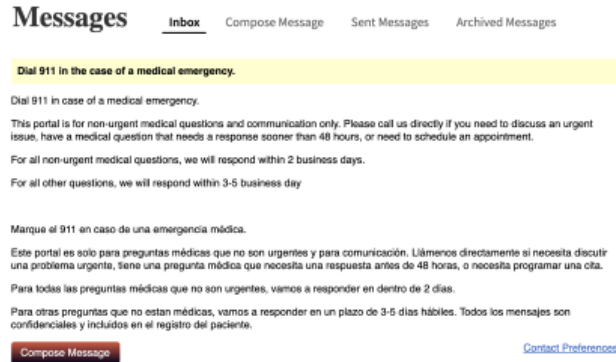 Messages Inbox Compose Message Sent Messages Archived Messages
Dial 911 in the case of a medical emergency.
Dial 911 in case of a medical emergency.
This portal is for non-urgent medical questions and communication only. Please call us directly if you need to discuss an urgent
issue, have a medical question that needs a response sooner than 48 hours, or need to schedule an appointment.
For all non-urgent medical questions, we will respond within 2 business days.
For all other questions, we will respond within 3-5 business day
Marque el 911 en caso de una emergencia médica.
Este portal es solo para preguntas médicas que no son urgentes y para comunicación. Llámenos directamente si necesita discutir
una problema urgente, tiene una pregunta médica que necesita una respuesta antes de 48 horas, o necesita programar una cita.
Para todas las preguntas médicas que no son urgentes, vamos a responder en dentro de 2 días.
Para otras preguntas que no estan médicas, vamos a responder en un plazo de 3-5 días hábiles. Todos los mensajes son
confidenciales y incluidos en el registro del paciente.
Compose Message Contact Preferences